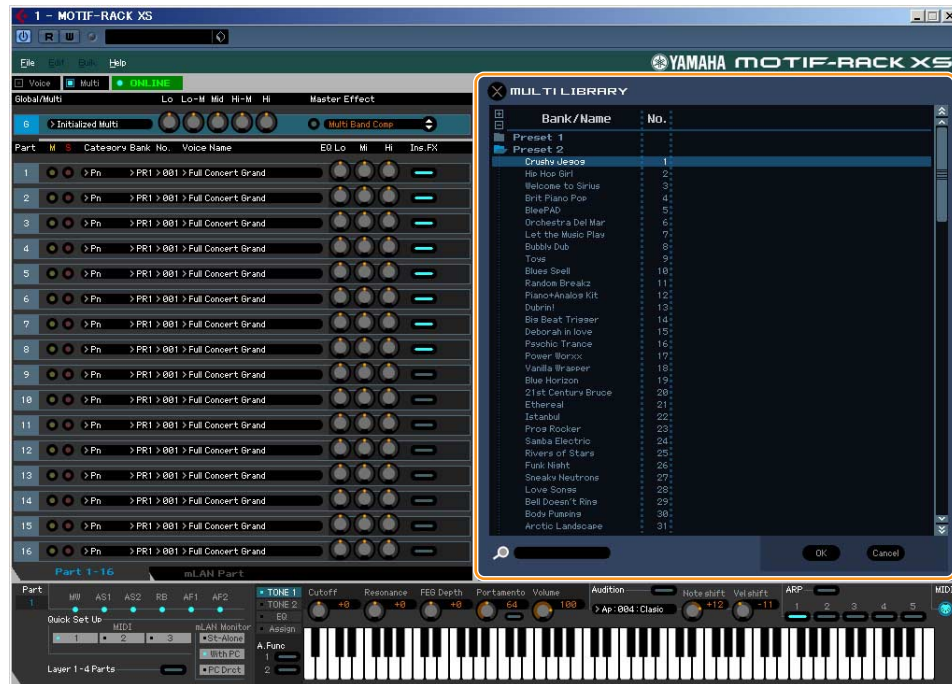 1 - MOTIF-RACK XS
R W
File Edit Bulk Help
YAMAHA MOTIF-RACK XS
Voice Multi ONLINE
Global/Multi Lo Lo-M Mid Hi-M Hi Master Effect
G > Initialized Multi Multi Band Comp
Part M S Category Bank No. Voice Name EQ Lo Mi Hi Ins.FX
1 > Pn > PR1 > 001 > Full Concert Grand
2 > Pn > PR1 > 001 > Full Concert Grand
3 > Pn > PR1 > 001 > Full Concert Grand
4 > Pn > PR1 > 001 > Full Concert Grand
5 > Pn > PR1 > 001 > Full Concert Grand
6 > Pn > PR1 > 001 > Full Concert Grand
7 > Pn > PR1 > 001 > Full Concert Grand
8 > Pn > PR1 > 001 > Full Concert Grand
9 > Pn > PR1 > 001 > Full Concert Grand
10 > Pn > PR1 > 001 > Full Concert Grand
11 > Pn > PR1 > 001 > Full Concert Grand
12 > Pn > PR1 > 001 > Full Concert Grand
13 > Pn > PR1 > 001 > Full Concert Grand
14 > Pn > PR1 > 001 > Full Concert Grand
15 > Pn > PR1 > 001 > Full Concert Grand
16 > Pn > PR1 > 001 > Full Concert Grand
Part 1-16 mLAN Part
MULTI LIBRARY
Bank/Name No.
Preset 1
Preset 2
Crushy Jegog 1
Hip Hop Girl 2
Welcome to Sirius 3
Brit Piano Pop 4
BleePAD 5
Orchestra Del Mar 6
Let the Music Play 7
Bubbly Dub 8
Toys 9
Blues Spell 10
Random Breakz 11
Piano+Analog Kit 12
Dubrin! 13
Big Beat Trigger 14
Deborah in love 15
Psychic Trance 16
Power Worxx 17
Vanilla Wrapper 18
Blue Horizon 19
21st Century Bruce 20
Ethereal 21
Istanbul 22
Prog Rocker 23
Samba Electric 24
Rivers of Stars 25
Funk Night 26
Sneaky Neutrons 27
Love Songs 28
Bell Doesn't Ring 29
Body Pumping 30
Arctic Landscape 31
OK Cancel
Part MW AS1 AS2 RB AF1 AF2
1
Quick Set Up
MIDI mLAN Monitor
1 2 3 St-Alone
With PC
Layer 1-4 Parts PC Drct
TONE 1 Cutoff Resonance FEG Depth Portamento Volume
TONE 2 +0 +0 +0 64 100
EQ
Assign
A.Func
1
2
Audition Note shift Vel shift ARP MIDI
> Ap : 004 : Clasic +12 -11 1 2 3 4 5